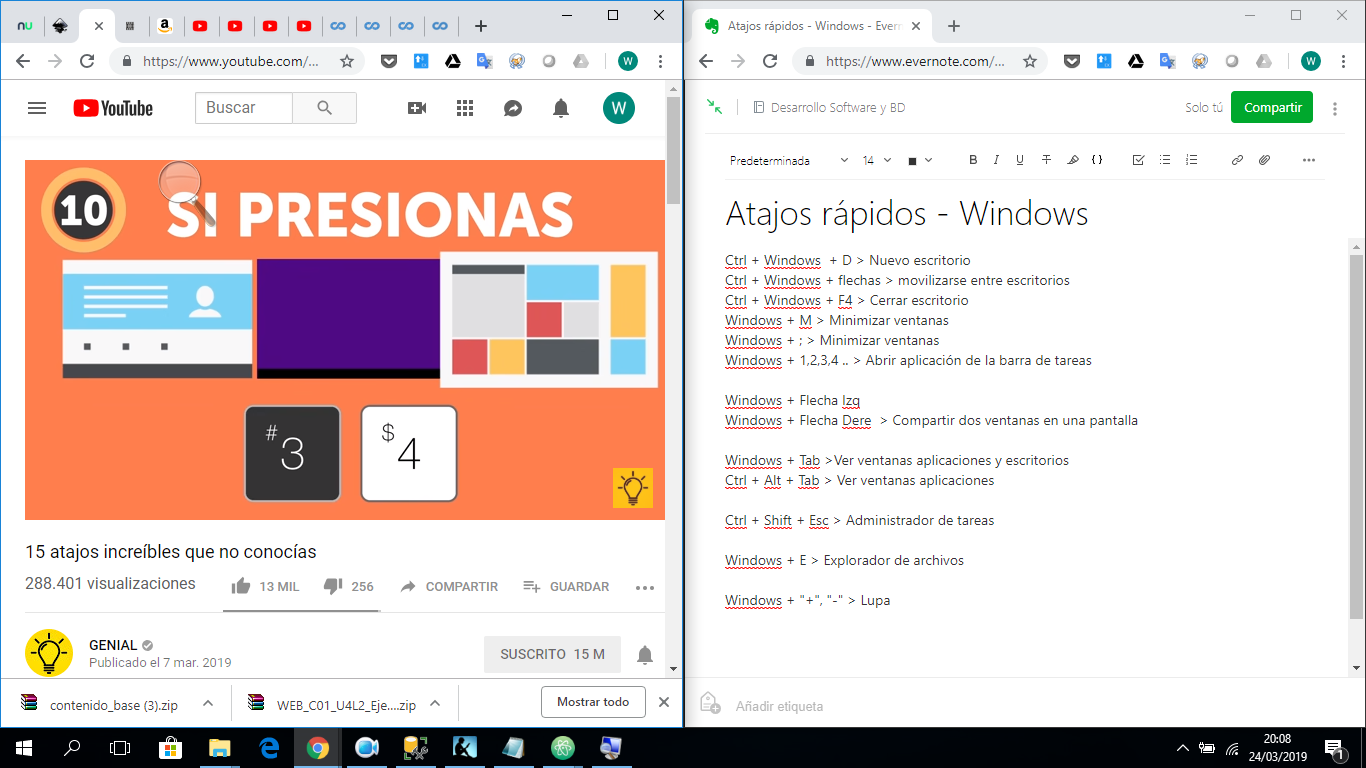 https://www.youtube.com/...
W
YouTube
Buscar
W
10
SI PRESIONAS
#
3
$
4
15 atajos increíbles que no conocías
288.401 visualizaciones
13 MIL
256
COMPARTIR
GUARDAR
GENIAL
Publicado el 7 mar. 2019
SUSCRITO 15 M
contenido_base (3).zip
WEB_C01_U4L2_Eje....zip
Mostrar todo
Atajos rápidos - Windows - Ever
https://www.evernote.com/...
W
Desarrollo Software y BD
Solo tú
Compartir
Predeterminada
14
B I U T {}
Atajos rápidos - Windows
Ctrl + Windows + D > Nuevo escritorio
Ctrl + Windows + flechas > movilizarse entre escritorios
Ctrl + Windows + F4 > Cerrar escritorio
Windows + M > Minimizar ventanas
Windows + ; > Minimizar ventanas
Windows + 1,2,3,4 .. > Abrir aplicación de la barra de tareas
Windows + Flecha Izq
Windows + Flecha Dere > Compartir dos ventanas en una pantalla
Windows + Tab >Ver ventanas aplicaciones y escritorios
Ctrl + Alt + Tab > Ver ventanas aplicaciones
Ctrl + Shift + Esc > Administrador de tareas
Windows + E > Explorador de archivos
Windows + "+", "-" > Lupa
Añadir etiqueta
20:08
24/03/2019
1